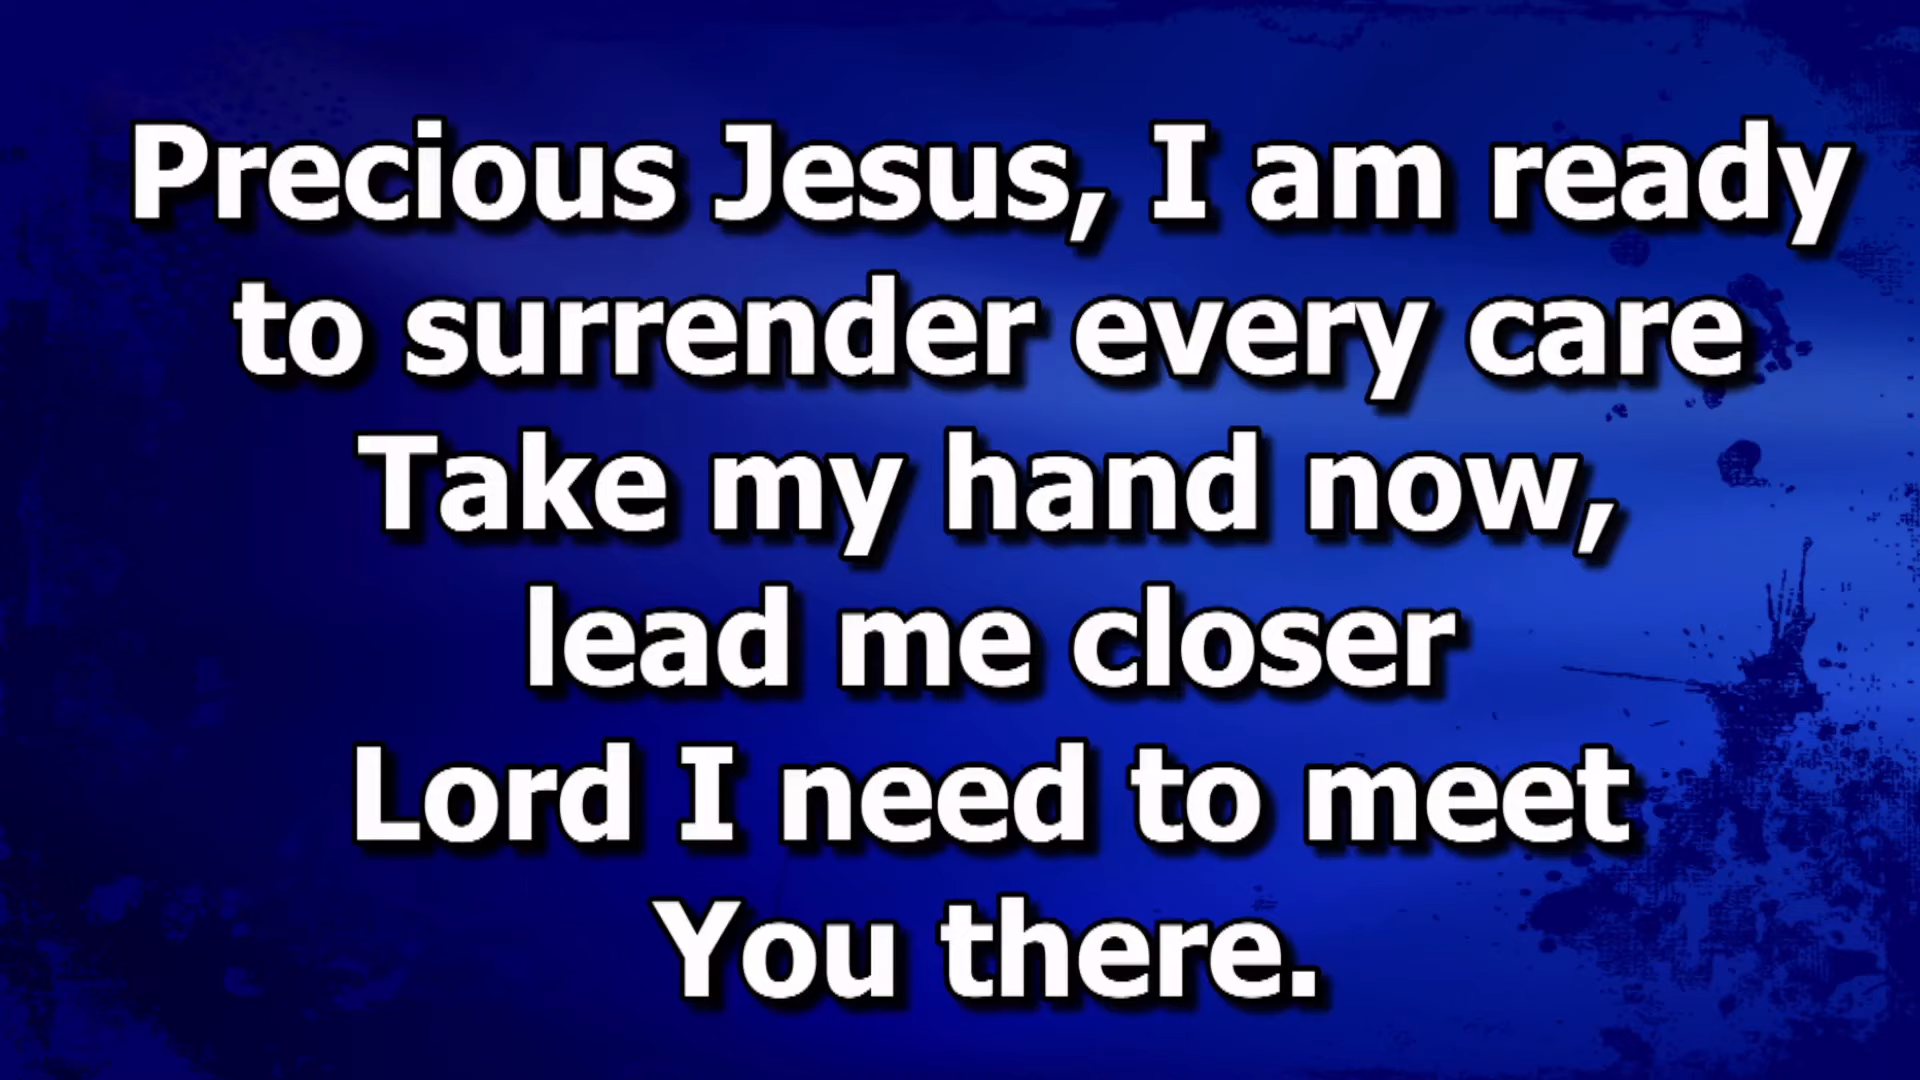 Precious Jesus, I am ready
to surrender every care
Take my hand now,
lead me closer
Lord I need to meet
You there.